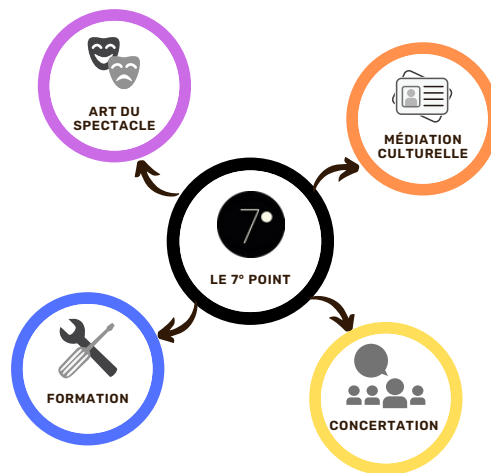 ART DU
SPECTACLE
MÉDIATION
CULTURELLE
7°
LE 7° POINT
FORMATION
CONCERTATION